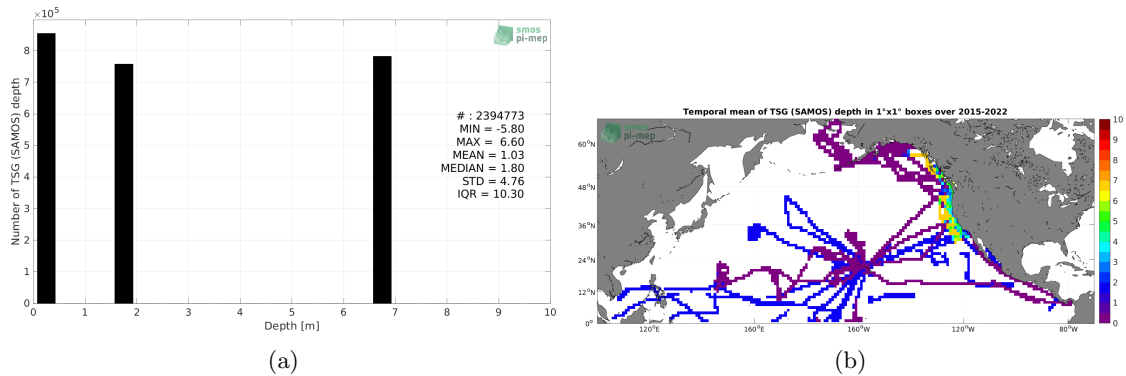 ×10⁵
smos
pi-mep
8
7
6
5
4
3
2
1
0
Number of TSG (SAMOS) depth
# : 2394773
MIN = -5.80
MAX = 6.60
MEAN = 1.03
MEDIAN = 1.80
STD = 4.76
IQR = 10.30
0 1 2 3 4 5 6 7 8 9 10
Depth [m]
(a)
Temporal mean of TSG (SAMOS) depth in 1°x1° boxes over 2015-2022
smos
pi-mep
60°N
48°N
36°N
24°N
12°N
0°
120°E 160°E 160°W 120°W 80°W
10
9
8
7
6
5
4
3
2
1
0
(b)